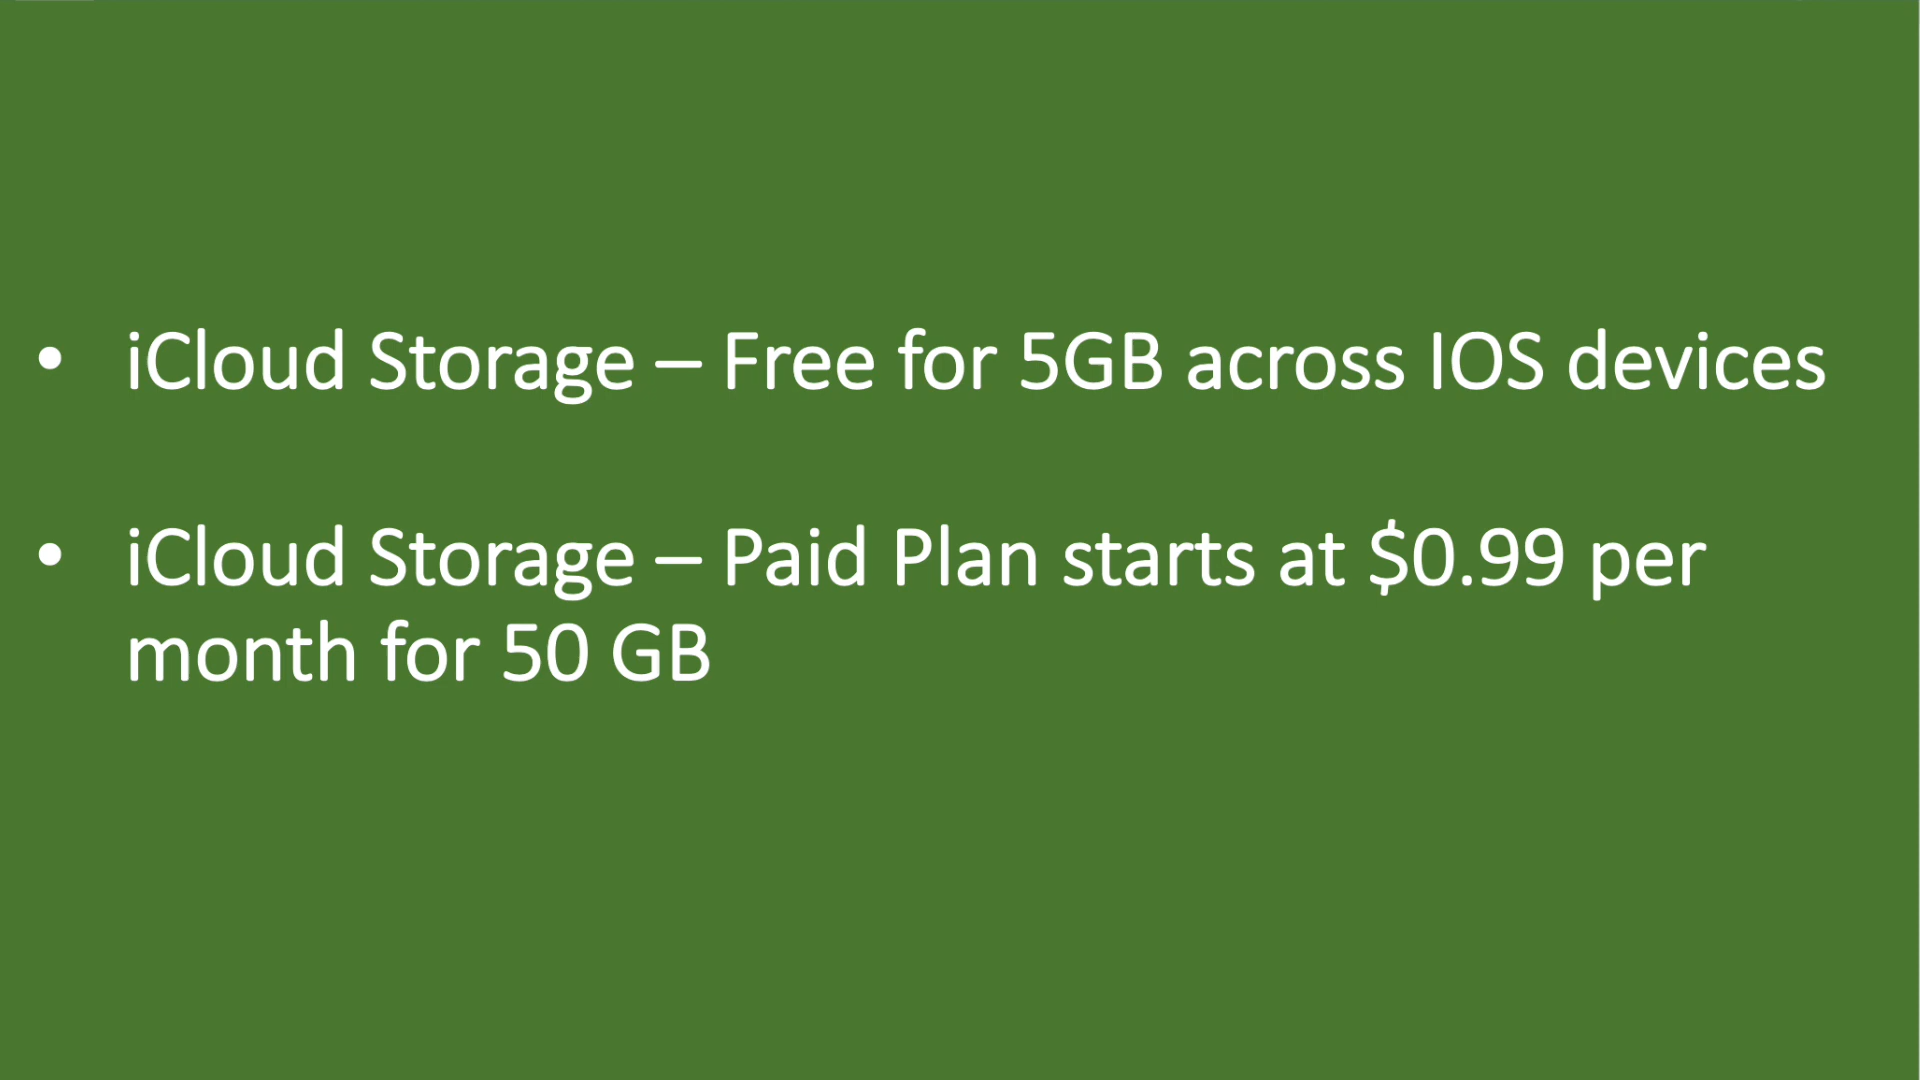 • iCloud Storage – Free for 5GB across IOS devices
• iCloud Storage – Paid Plan starts at $0.99 per
month for 50 GB